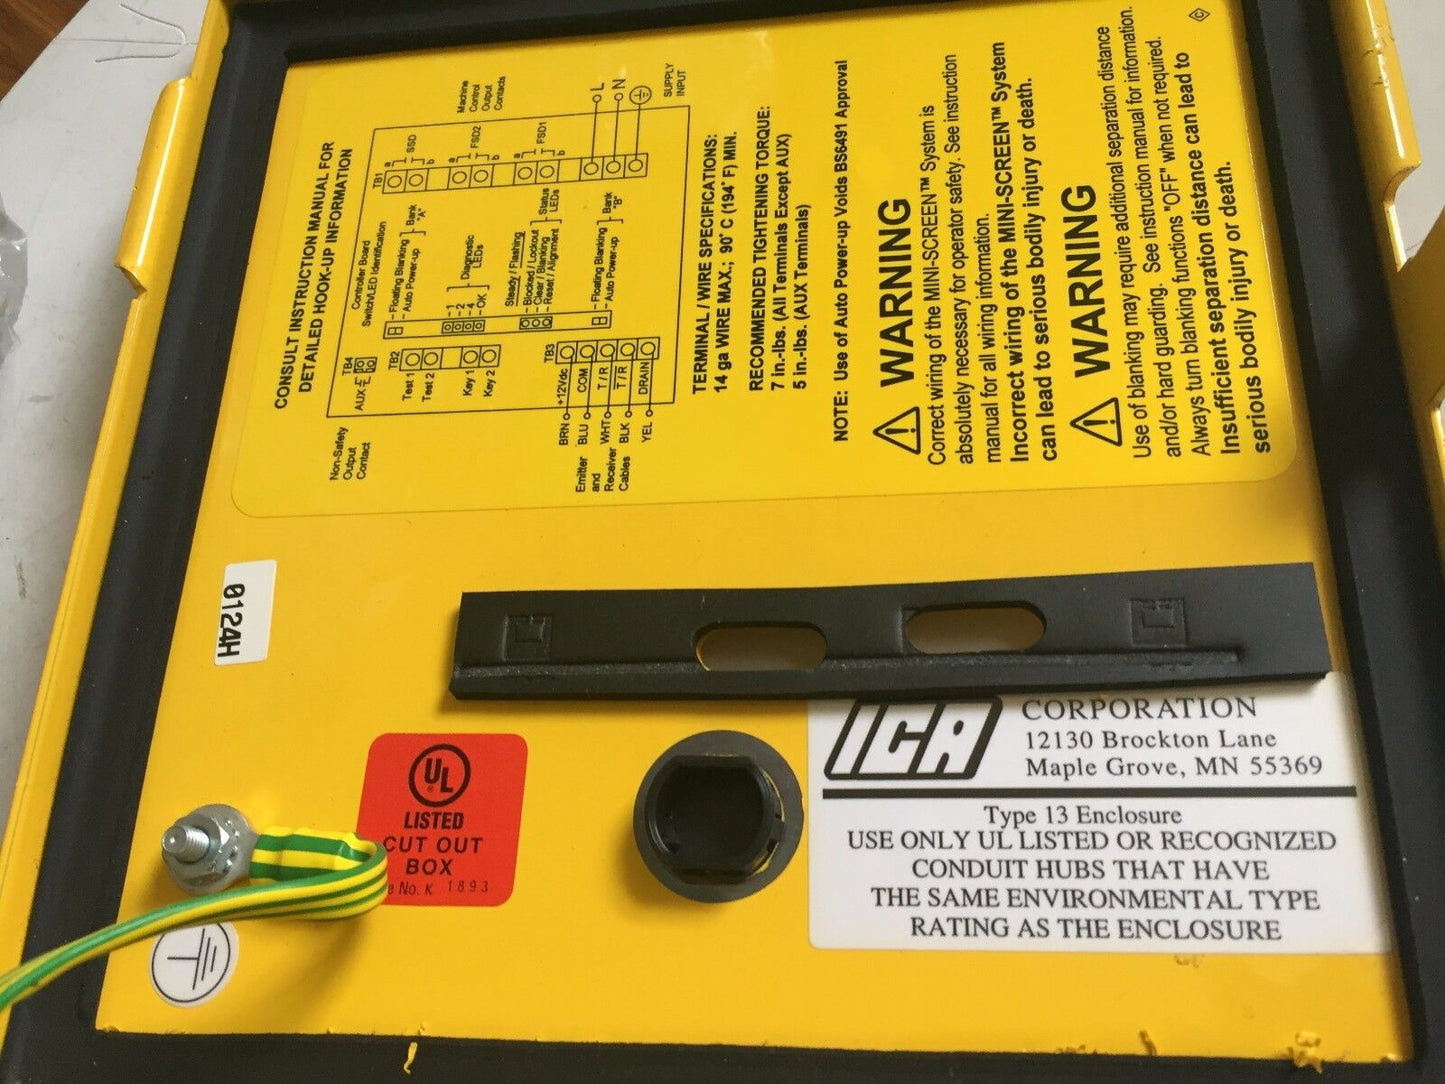 CONSULT INSTRUCTION MANUAL FOR
DETAILED HOOK-UP INFORMATION
Non-Safety
Output
Contact
AUX
TB4
Controller Board
Switch/LED Identification
TB1
a
SSD
b
Machine
Control
Output
Contacts
Test 1
Test 2
TB2
Floating Blanking
Auto Power-up
Bank
"A"
a
FSD2
b
Key 1
Key 2
1
2
4
OK
Diagnostic
LEDs
a
FSD1
b
Steady / Flashing
Blocked / Lockout
Clear / Blanking
Reset / Alignment
Status
LEDs
TB3
BRN +12Vdc
BLU COM
WHT T / R
BLK T / R
YEL DRAIN
Emitter
and
Receiver
Cables
Floating Blanking
Auto Power-up
Bank
"B"
L
N
SUPPLY
INPUT
TERMINAL / WIRE SPECIFICATIONS:
14 ga WIRE MAX.; 90° C (194° F) MIN.
RECOMMENDED TIGHTENING TORQUE:
7 in.-lbs. (All Terminals Except AUX)
5 in.-lbs. (AUX Terminals)
NOTE: Use of Auto Power-up Voids BS6491 Approval
WARNING
Correct wiring of the MINI-SCREEN™ System is
absolutely necessary for operator safety. See instruction
manual for all wiring information.
Incorrect wiring of the MINI-SCREEN™ System
can lead to serious bodily injury or death.
WARNING
Use of blanking may require additional separation distance
and/or hard guarding. See instruction manual for information.
Always turn blanking functions "OFF" when not required.
Insufficient separation distance can lead to
serious bodily injury or death.
C
0124H
UL
LISTED
CUT OUT
BOX
No. K 1893
ICA CORPORATION
12130 Brockton Lane
Maple Grove, MN 55369
Type 13 Enclosure
USE ONLY UL LISTED OR RECOGNIZED
CONDUIT HUBS THAT HAVE
THE SAME ENVIRONMENTAL TYPE
RATING AS THE ENCLOSURE